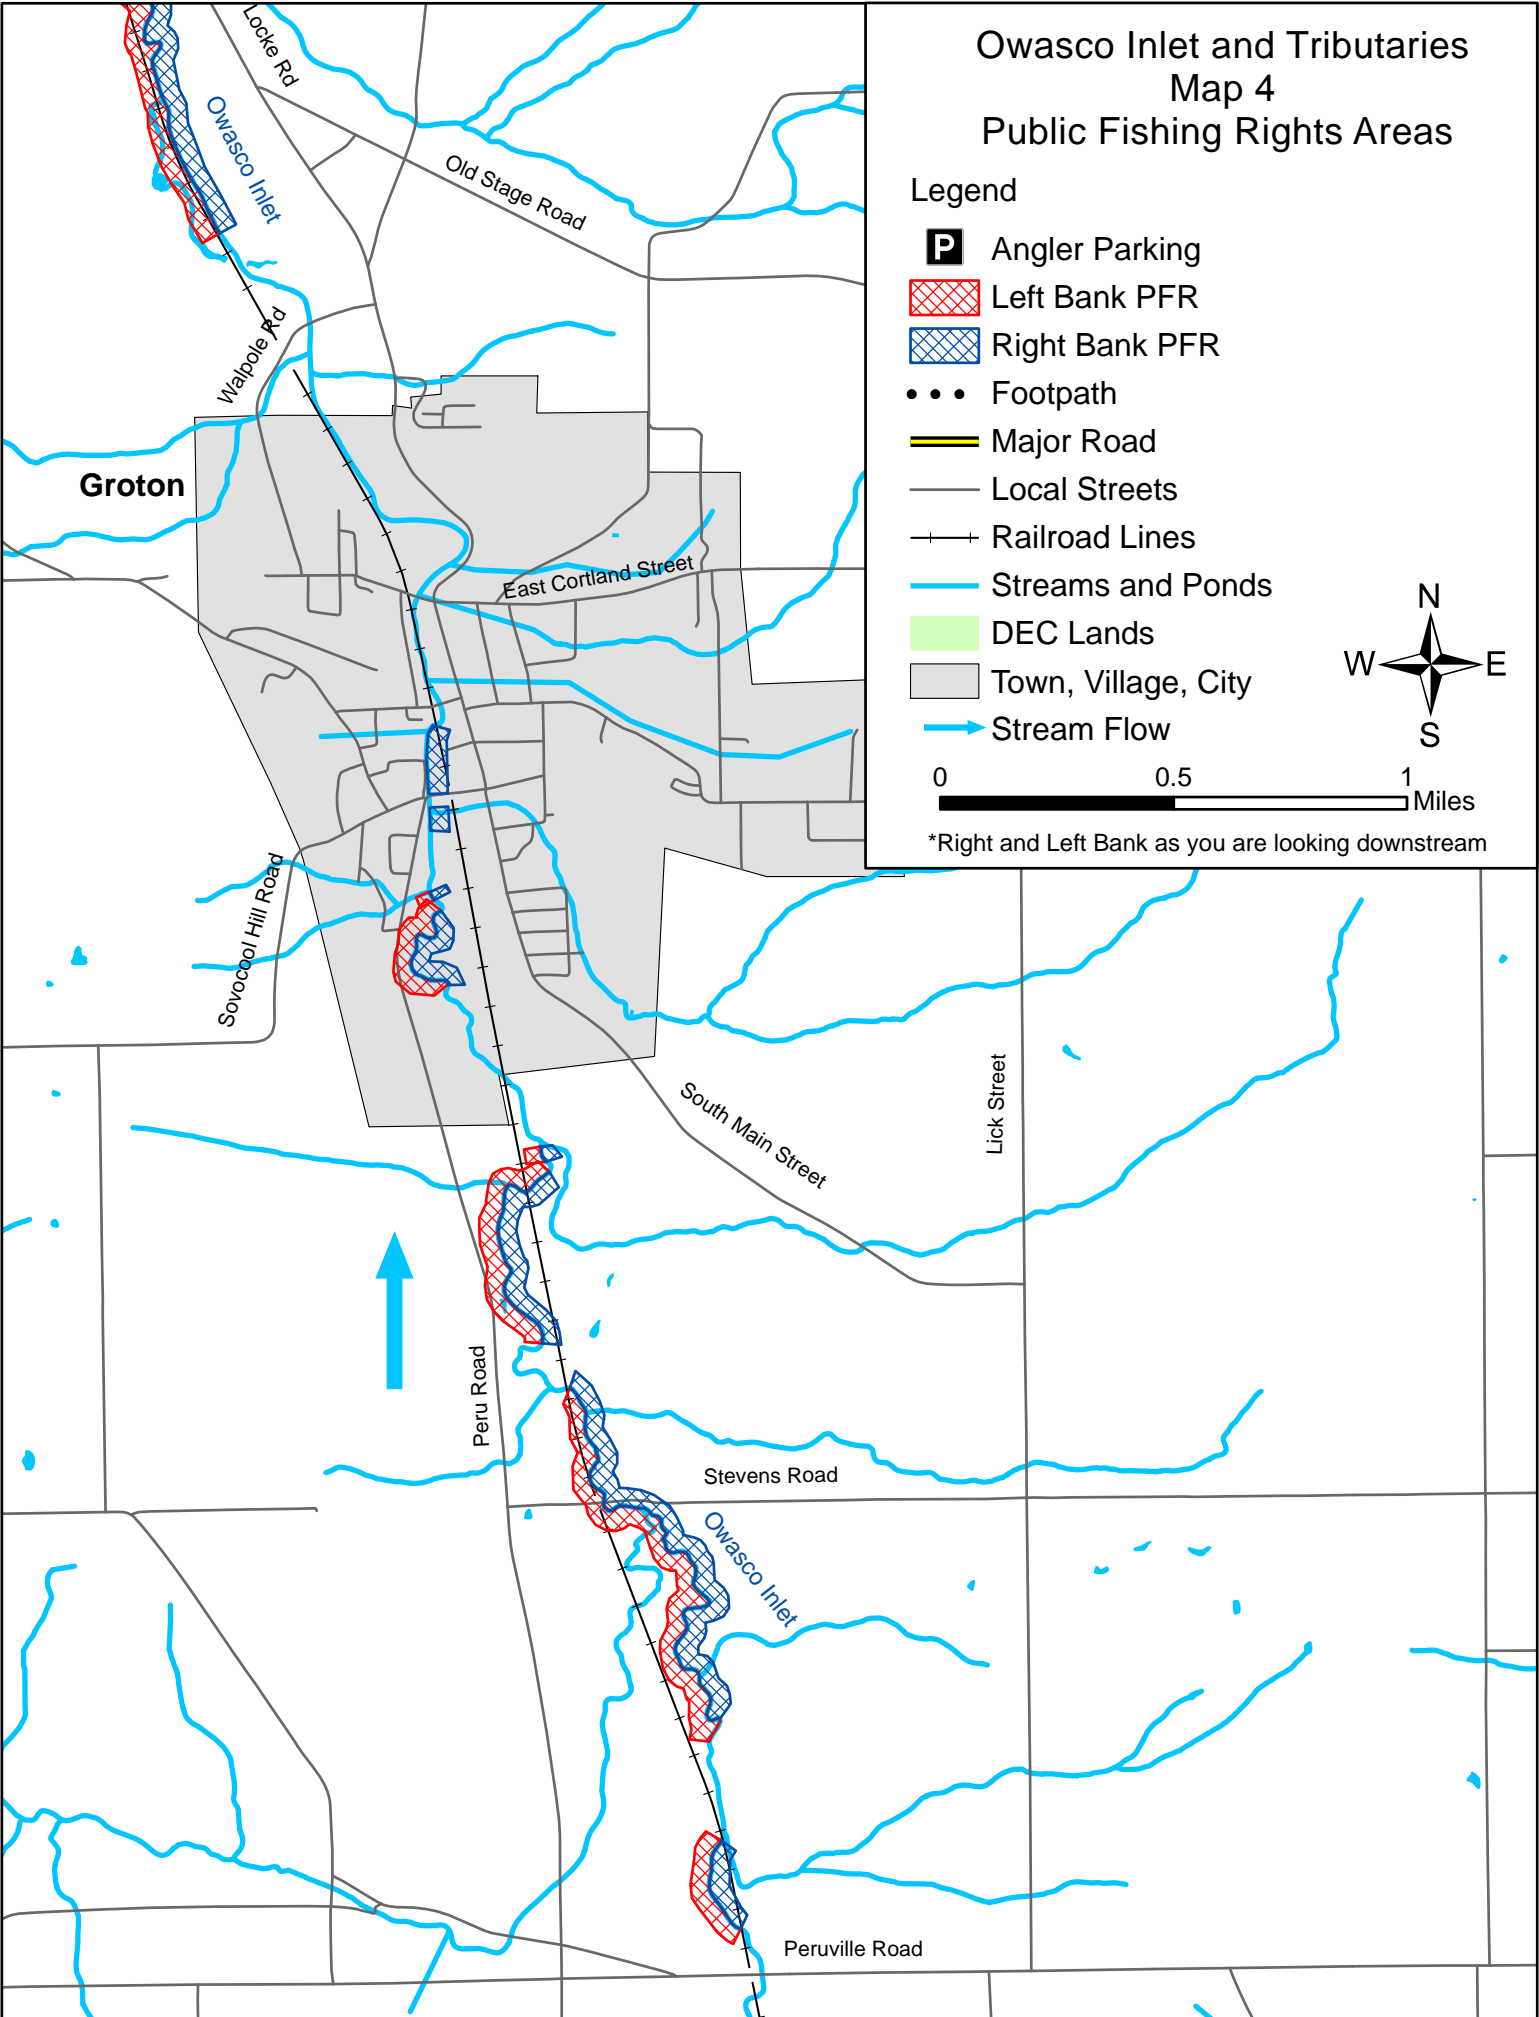 Owasco Inlet and Tributaries
Map 4
Public Fishing Rights Areas
Legend
P Angler Parking
Left Bank PFR
Right Bank PFR
Footpath
Major Road
Local Streets
Railroad Lines
Streams and Ponds
DEC Lands
Town, Village, City
Stream Flow
N
W E
S
0 0.5 1
Miles
*Right and Left Bank as you are looking downstream
Locke Rd
Owasco Inlet
Old Stage Road
Walpole Rd
Groton
East Cortland Street
Sovocool Hill Road
South Main Street
Lick Street
Peru Road
Stevens Road
Owasco Inlet
Peruville Road